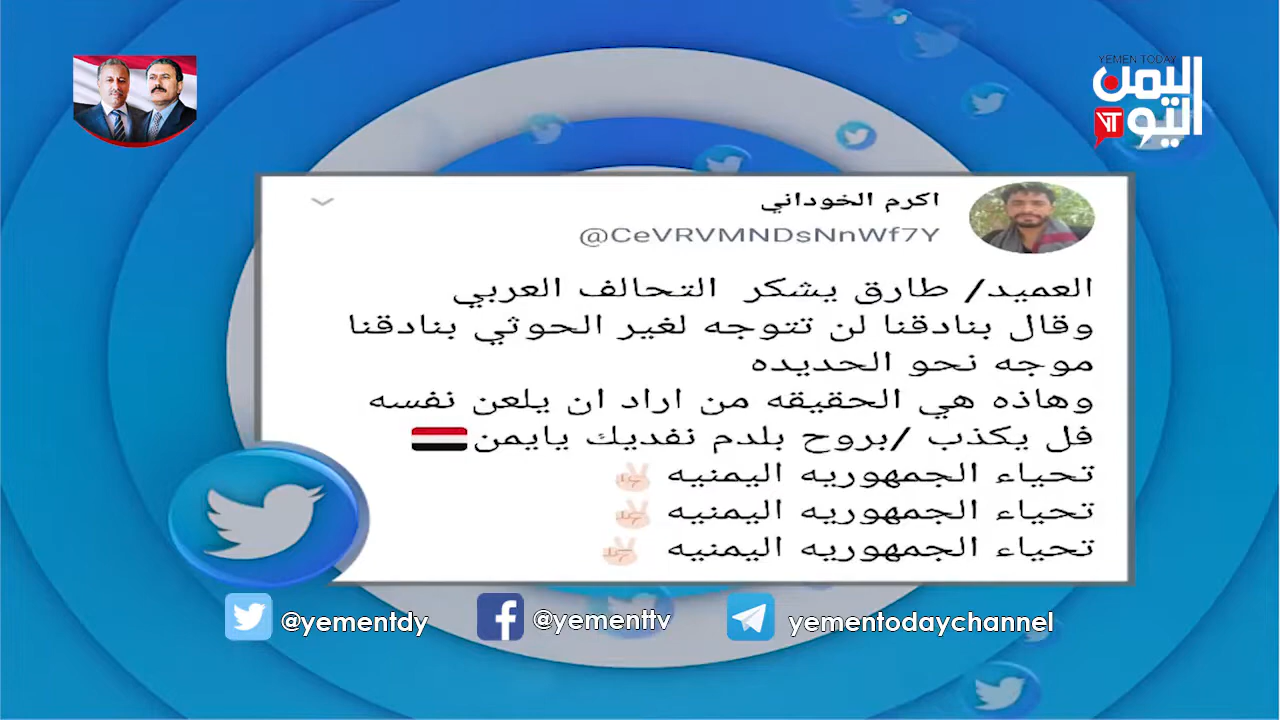 YEMEN TODAY
اليمن
اليوم
اكرم الخوداني
@CeVRVMNDsNnWf7Y
العميد/ طارق يشكر التحالف العربي
وقال بنادقنا لن تتوجه لغير الحوثي بنادقنا
موجه نحو الحديده
وهاذه هي الحقيقه من اراد ان يلعن نفسه
فل يكذب /بروح بلدم نفديك يايمن🇾🇪
تحياء الجمهوريه اليمنيه ✌🏻
تحياء الجمهوريه اليمنيه ✌🏻
تحياء الجمهوريه اليمنيه ✌🏻
@yementdy @yementtv yementodaychannel